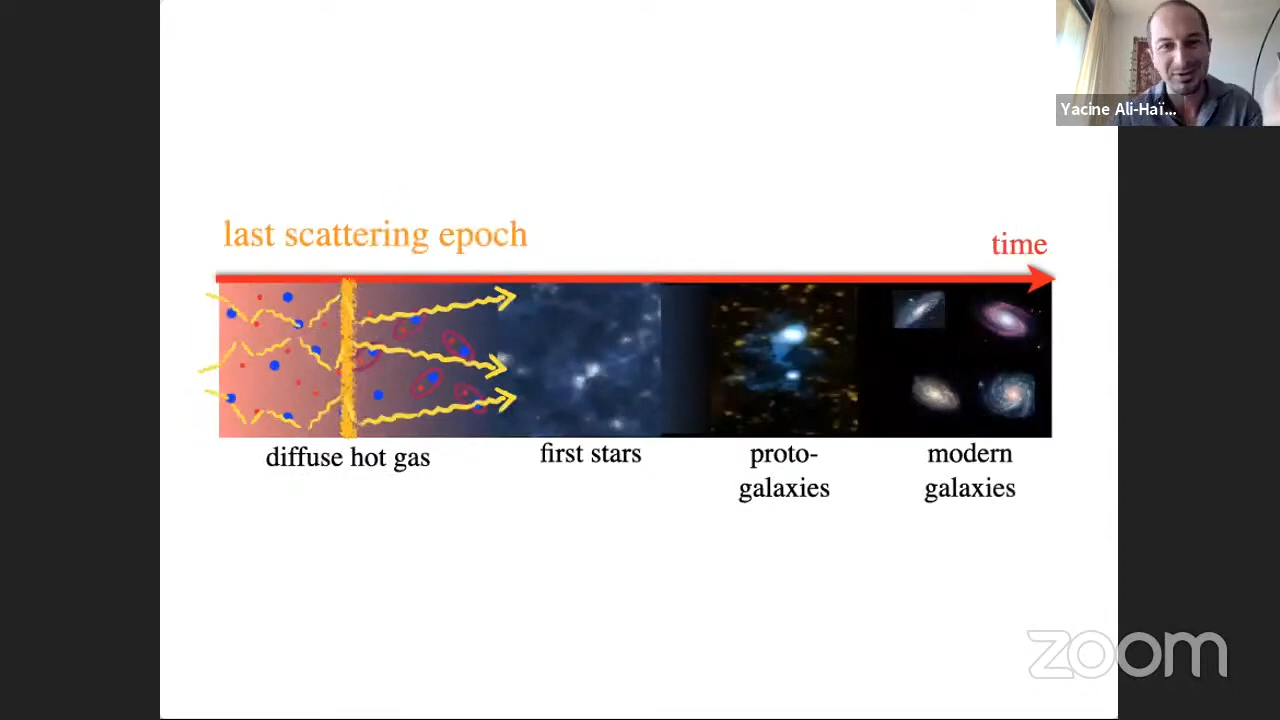 Yacine Ali-Haï...
last scattering epoch
time
diffuse hot gas
first stars
proto-
galaxies
modern
galaxies
zoom